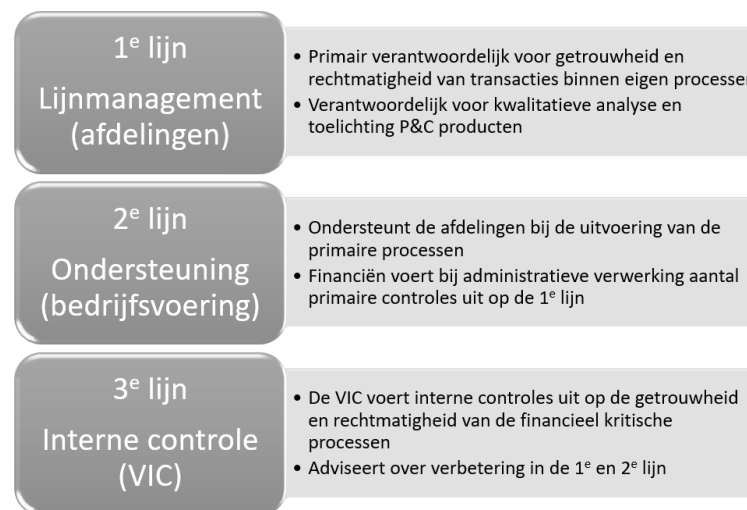 1e lijn
Lijnmanagement
(afdelingen)
• Primair verantwoordelijk voor getrouwheid en
rechtmatigheid van transacties binnen eigen processen
• Verantwoordelijk voor kwalitatieve analyse en
toelichting P&C producten
2e lijn
Ondersteuning
(bedrijfsvoering)
• Ondersteunt de afdelingen bij de uitvoering van de
primaire processen
• Financiën voert bij administratieve verwerking aantal
primaire controles uit op de 1e lijn
3e lijn
Interne controle
(VIC)
• De VIC voert interne controles uit op de getrouwheid
en rechtmatigheid van de financieel kritische
processen
• Adviseert over verbetering in de 1e en 2e lijn